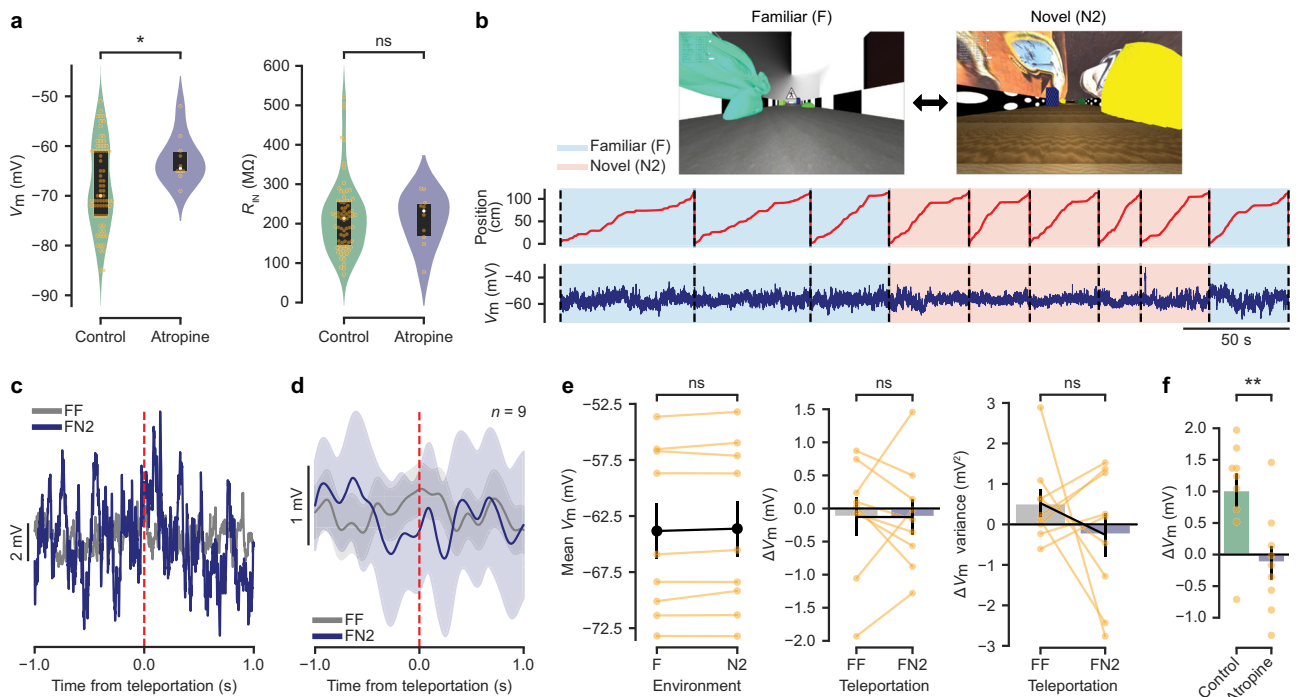 a
*
Vm (mV)
−50
−60
−70
−80
−90
Control
Atropine
ns
RIN (MΩ)
600
500
400
300
200
100
0
Control
Atropine
b
Familiar (F)
Novel (N2)
Familiar (F)
Novel (N2)
Position
(cm)
100
50
0
Vm (mV)
−40
−60
50 s
c
FF
FN2
2 mV
−1.0
0.0
1.0
Time from teleportation (s)
d
n = 9
1 mV
FF
FN2
−1.0
0.0
1.0
Time from teleportation (s)
e
ns
Mean Vm (mV)
−52.5
−57.5
−62.5
−67.5
−72.5
F
N2
Environment
ns
ΔVm (mV)
1.5
1.0
0.5
0.0
−0.5
−1.0
−1.5
−2.0
FF
FN2
Teleportation
ns
ΔVm variance (mV²)
3
2
1
0
−1
−2
−3
FF
FN2
Teleportation
f
**
ΔVm (mV)
2.0
1.5
1.0
0.5
0.0
−0.5
−1.0
Control
Atropine